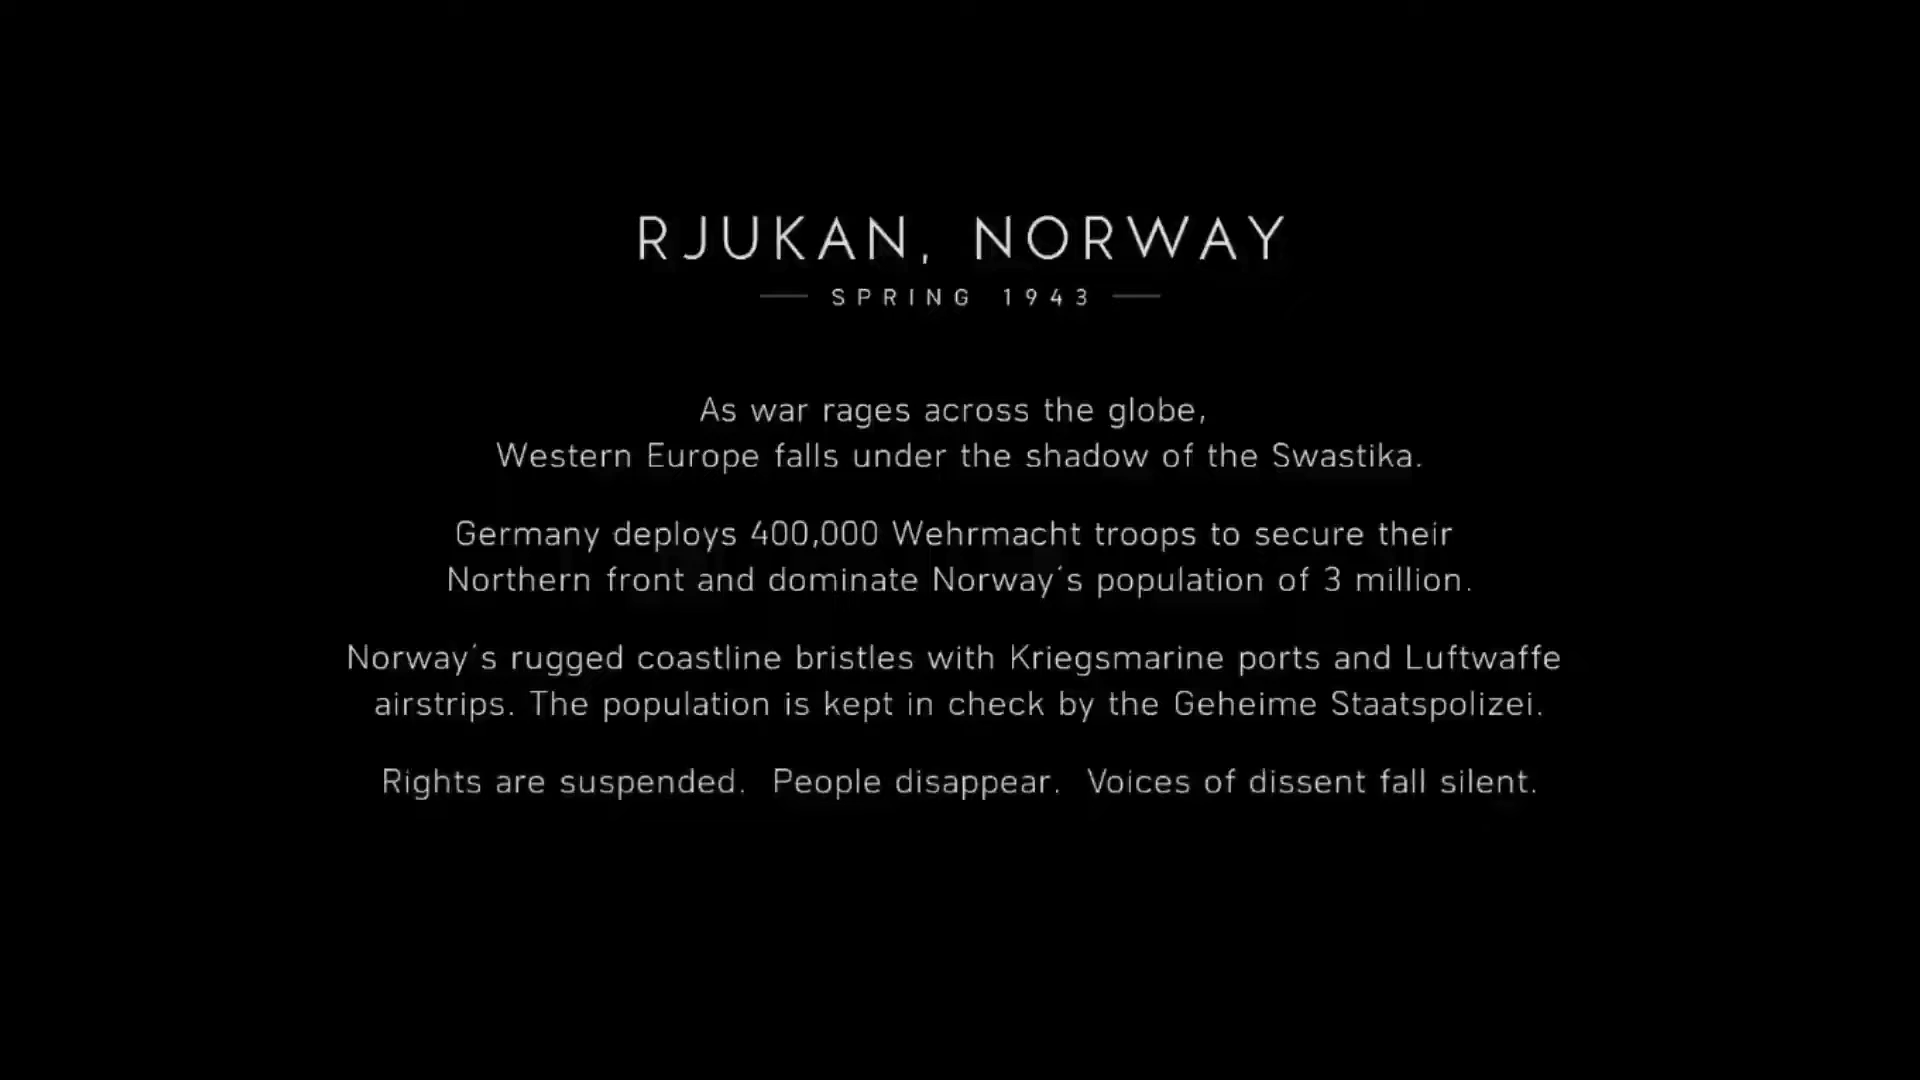 RJUKAN, NORWAY
SPRING 1943
As war rages across the globe,
Western Europe falls under the shadow of the Swastika.
Germany deploys 400,000 Wehrmacht troops to secure their
Northern front and dominate Norway´s population of 3 million.
Norway´s rugged coastline bristles with Kriegsmarine ports and Luftwaffe
airstrips. The population is kept in check by the Geheime Staatspolizei.
Rights are suspended. People disappear. Voices of dissent fall silent.